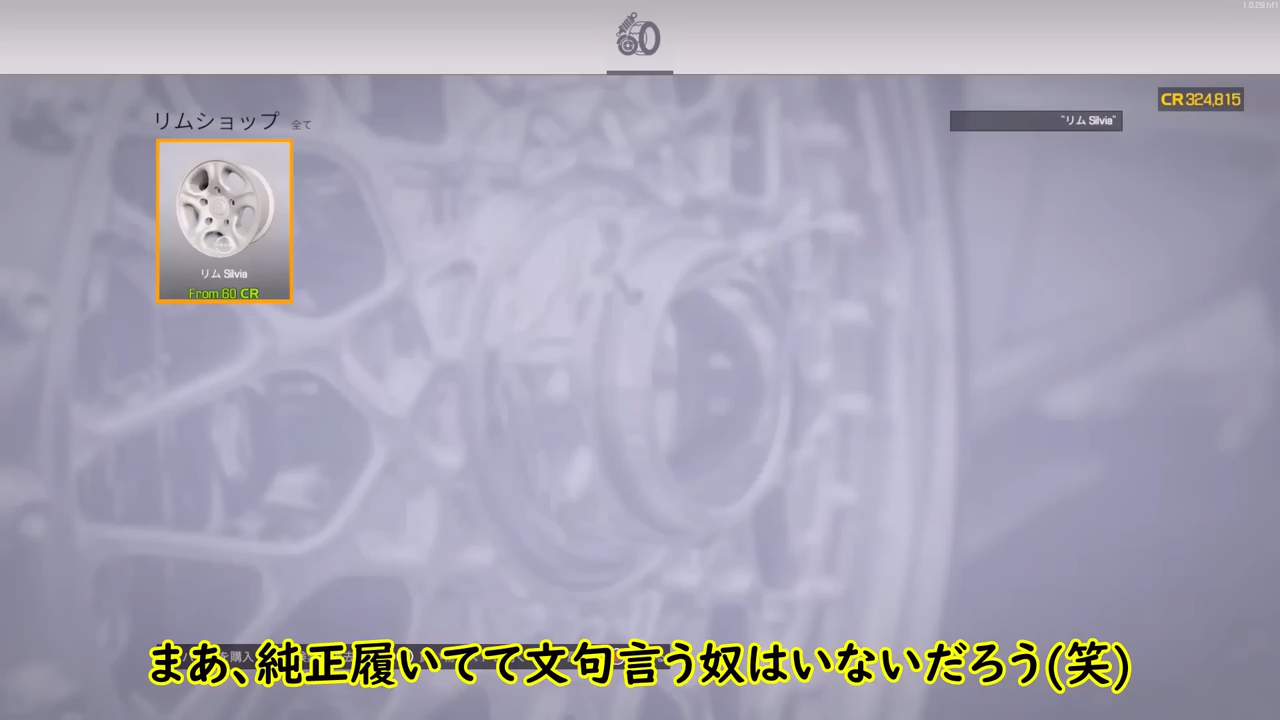 CR 324,815
リムショップ 全て
"リム Silvia"
リム Silvia
From 60 CR
まあ、純正履いてて文句言う奴はいないだろう(笑)